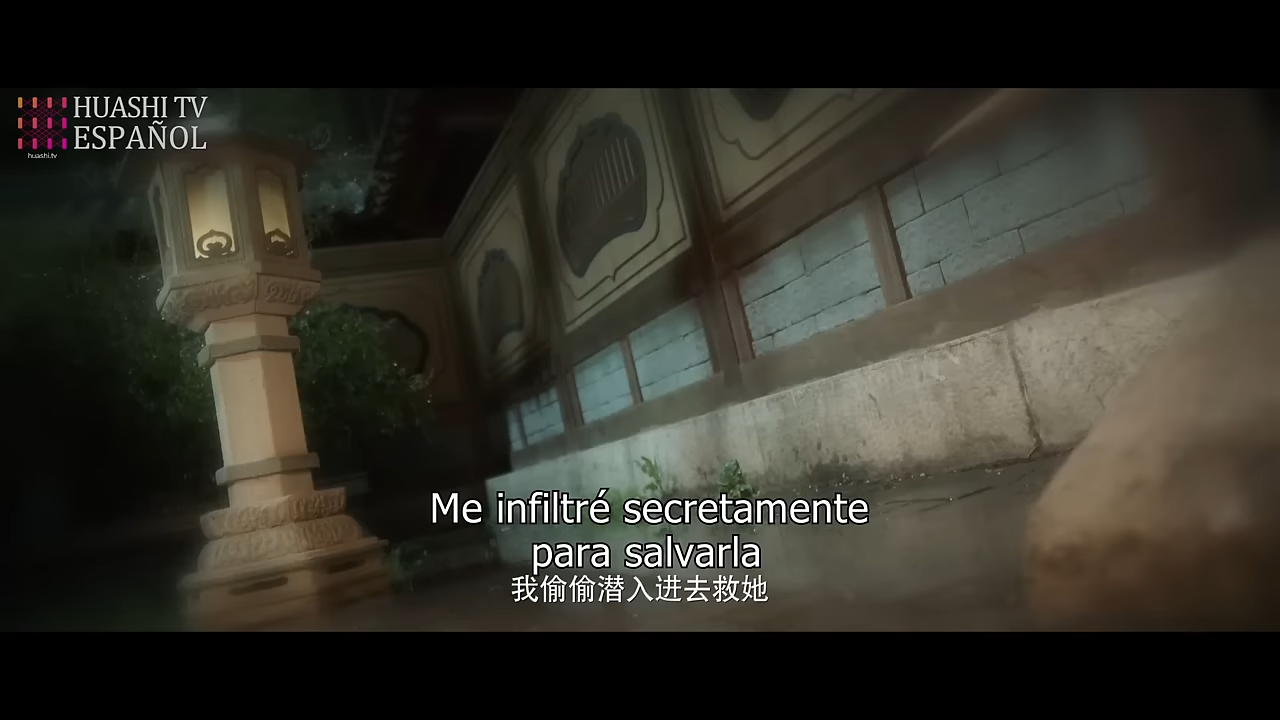 HUASHI TV
ESPAÑOL
huashi.tv
Me infiltré secretamente
para salvarla
我偷偷潜入进去救她